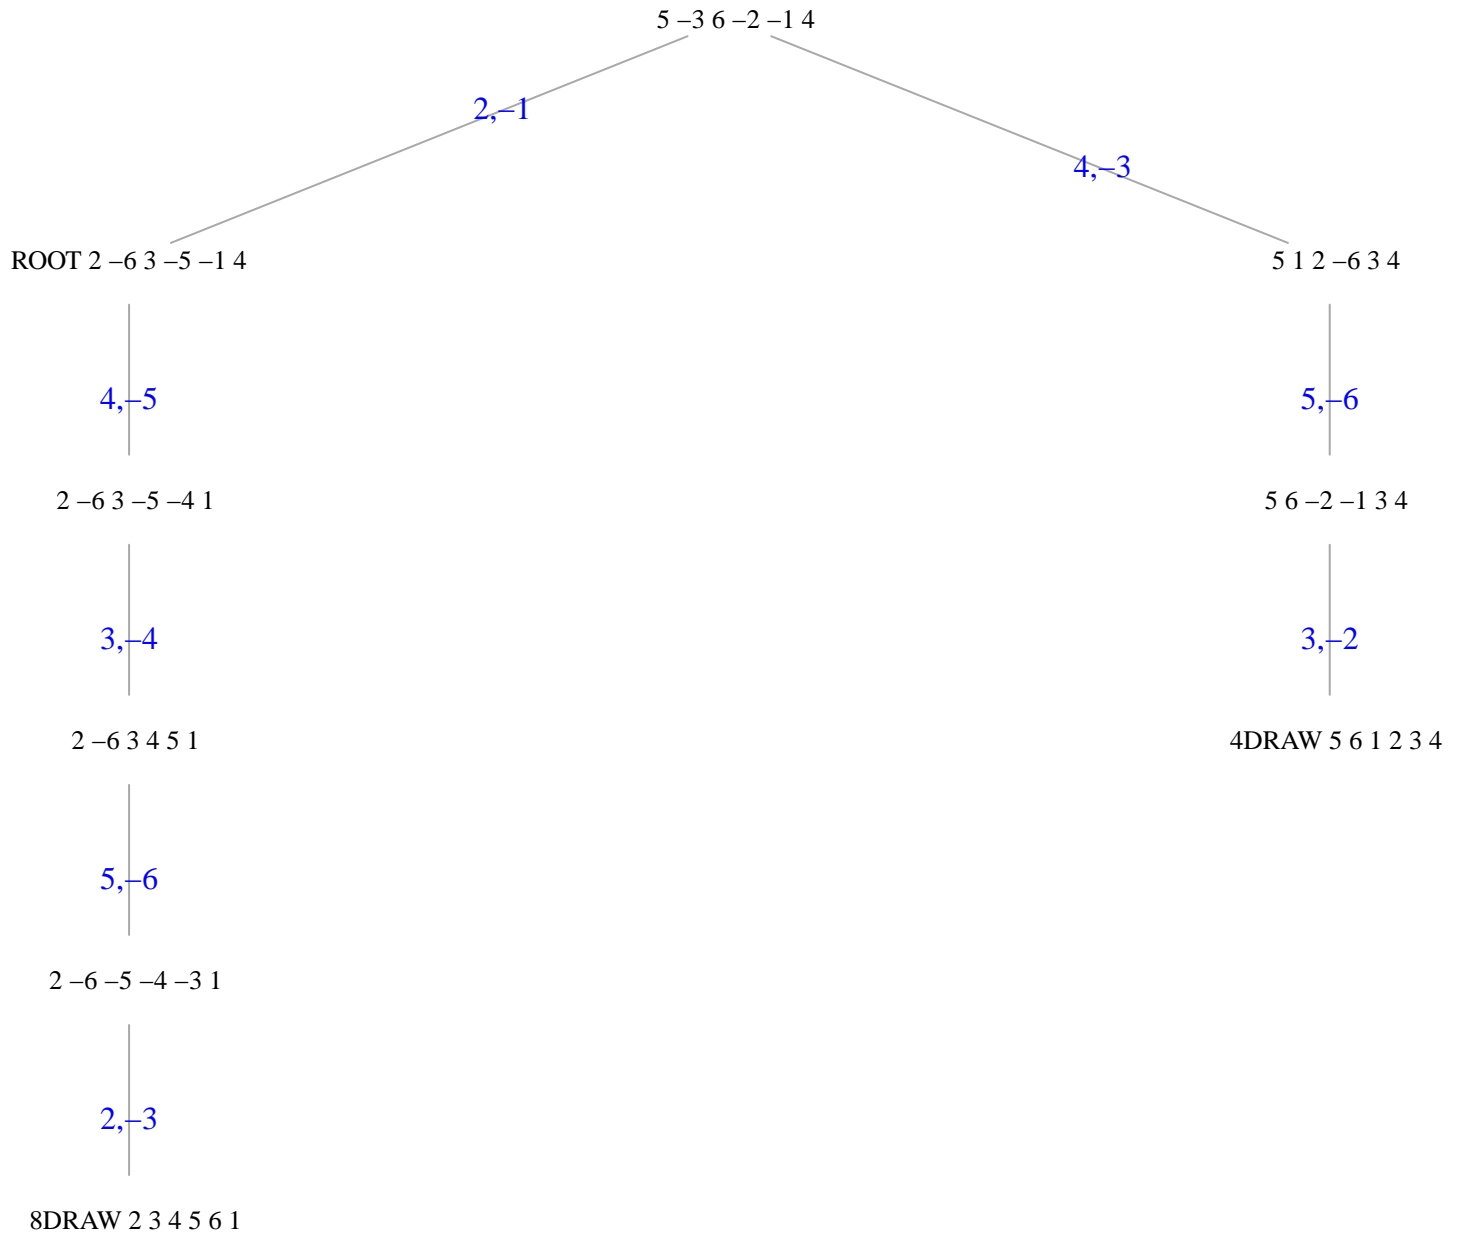 5 –3 6 –2 –1 4
2,–1
4,–3
ROOT 2 –6 3 –5 –1 4
5 1 2 –6 3 4
4,–5
5,–6
2 –6 3 –5 –4 1
5 6 –2 –1 3 4
3,–4
3,–2
2 –6 3 4 5 1
4DRAW 5 6 1 2 3 4
5,–6
2 –6 –5 –4 –3 1
2,–3
8DRAW 2 3 4 5 6 1